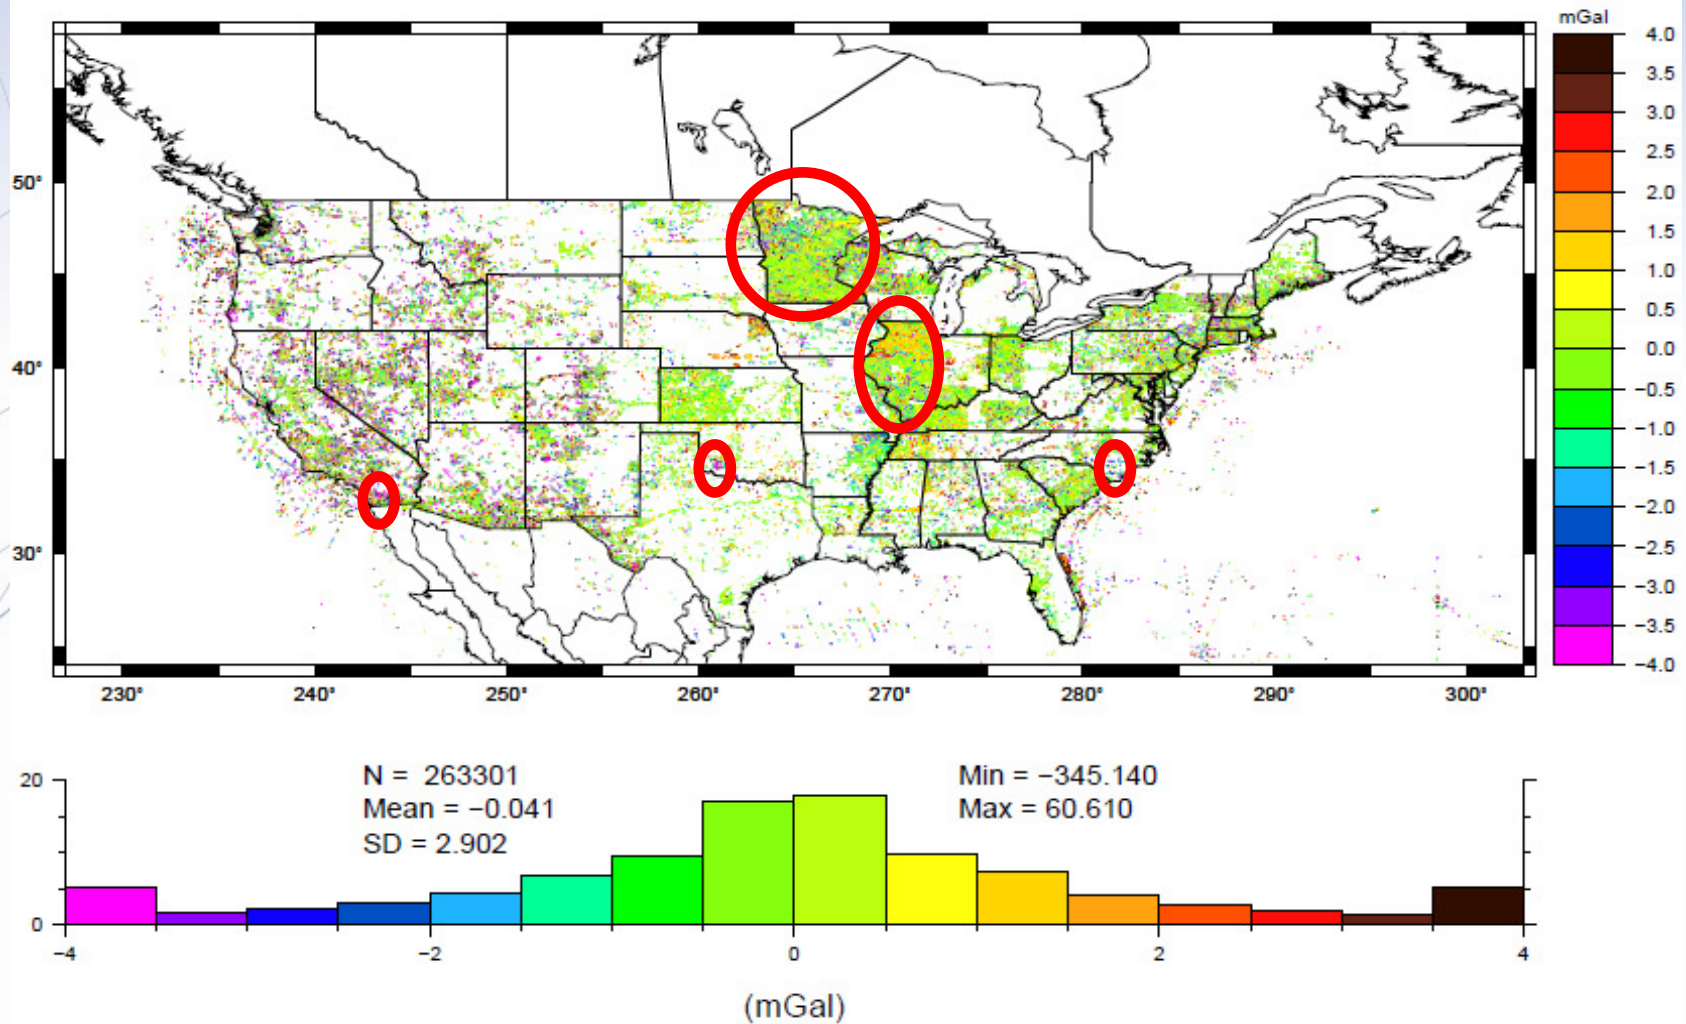 mGal
4.0
3.5
3.0
2.5
2.0
1.5
1.0
0.5
0.0
−0.5
−1.0
−1.5
−2.0
−2.5
−3.0
−3.5
−4.0
50°
40°
30°
230° 240° 250° 260° 270° 280° 290° 300°
N = 263301
Mean = −0.041
SD = 2.902
Min = −345.140
Max = 60.610
20
0
−4 −2 0 2 4
(mGal)